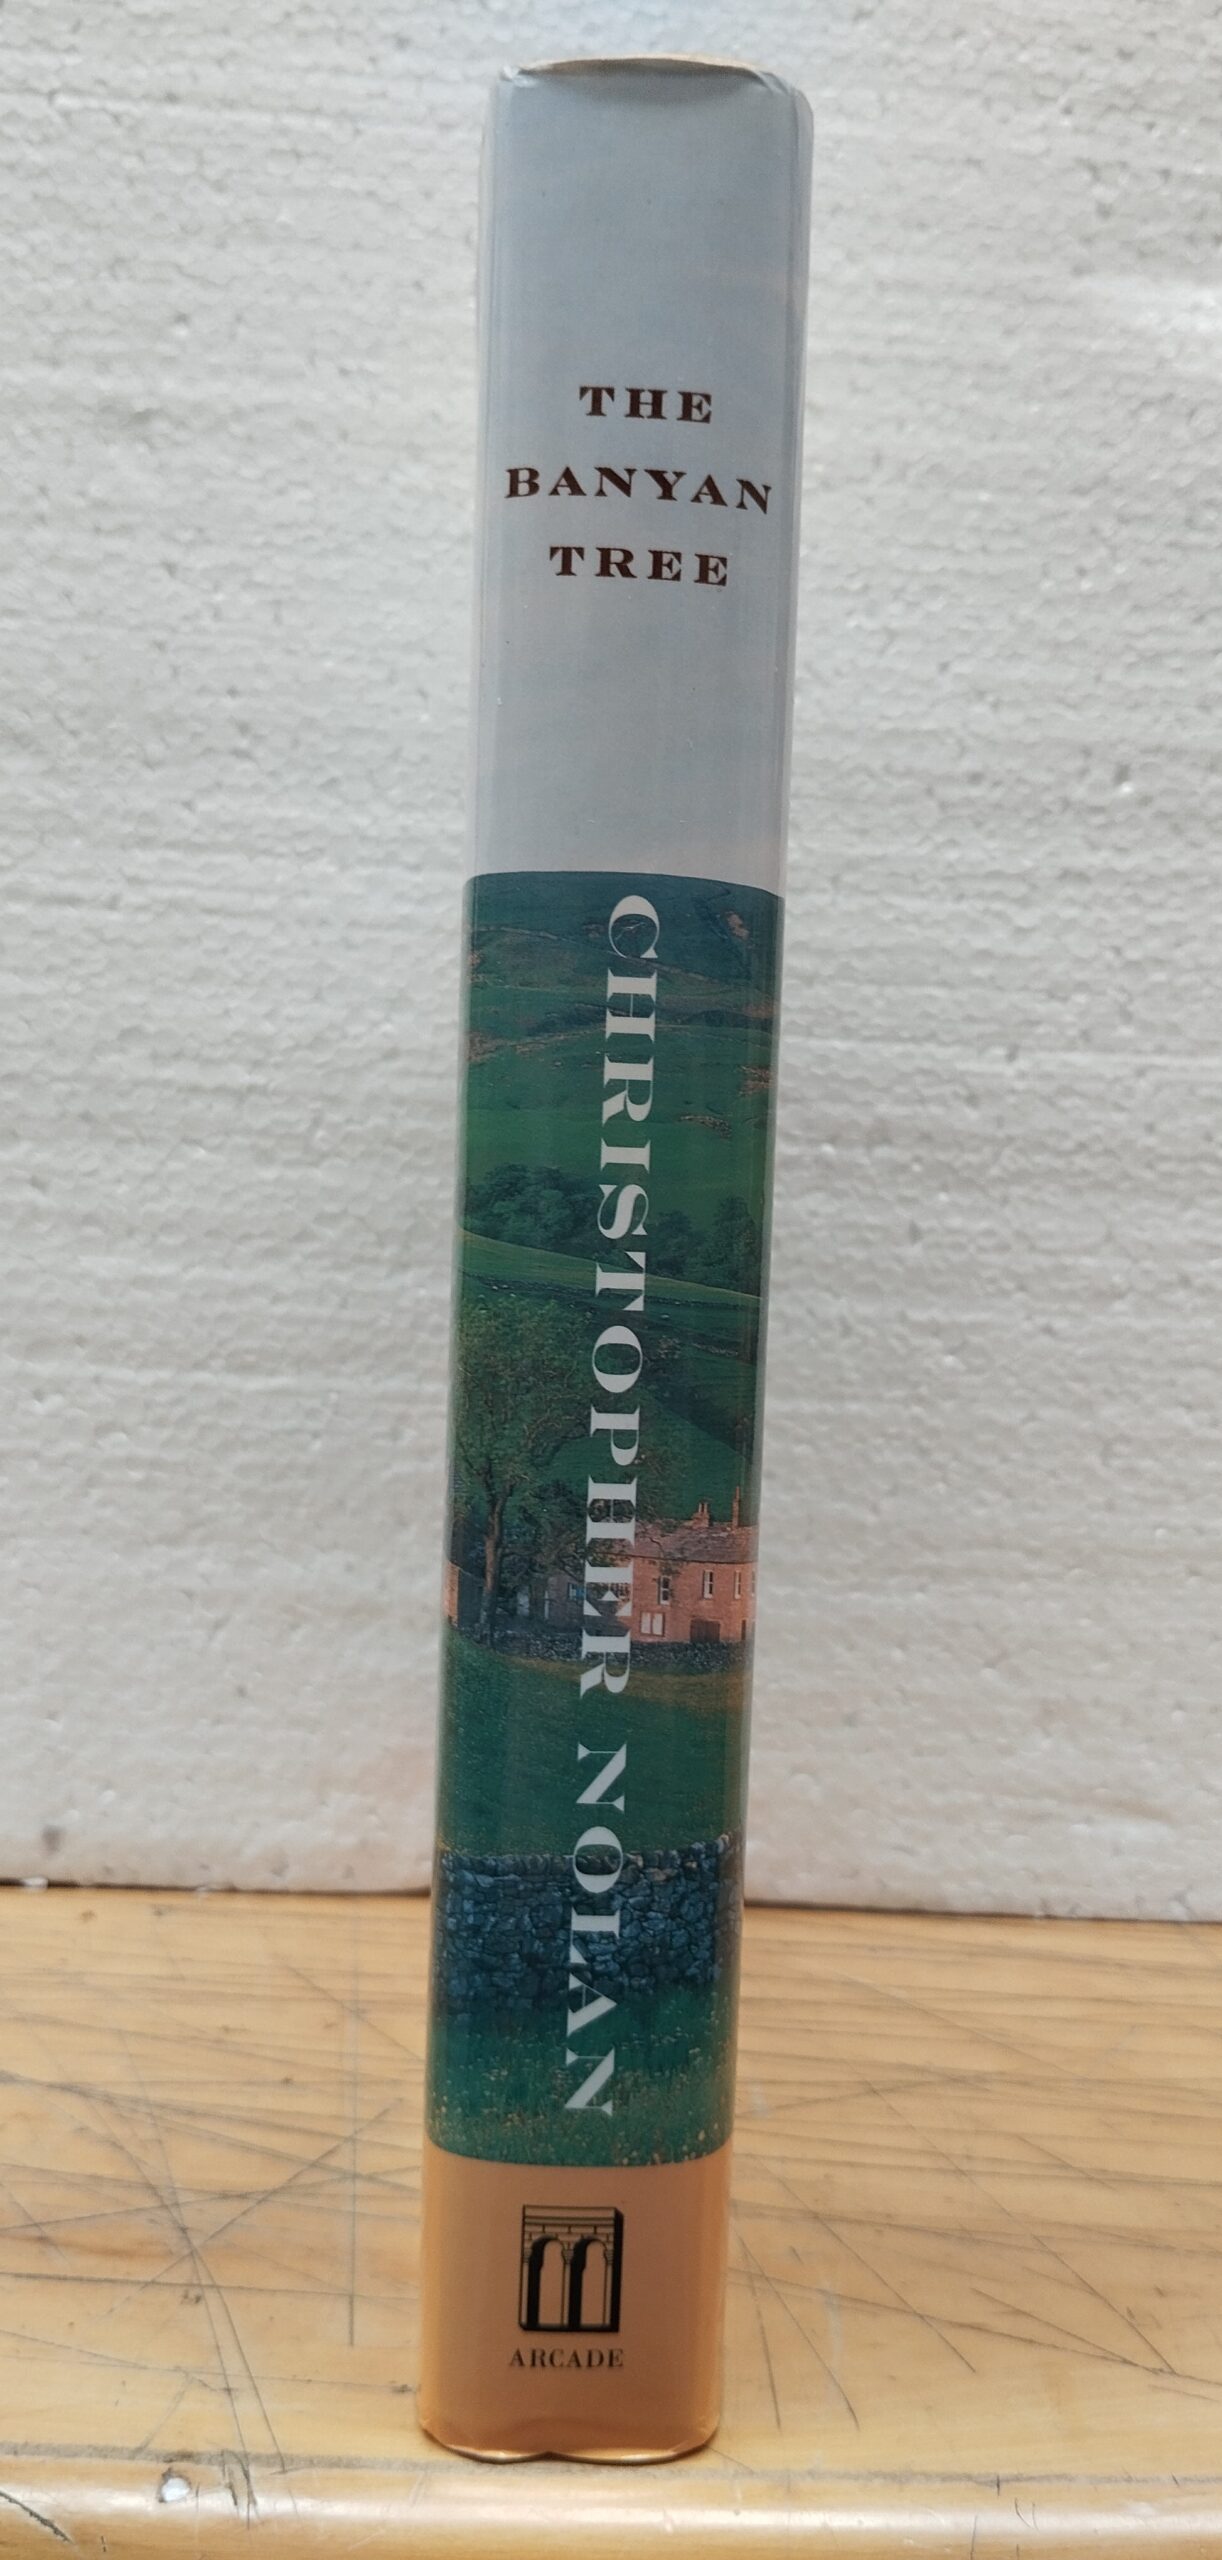 THE
BANYAN
TREE
CHRISTOPHER NOLAN
ARCADE